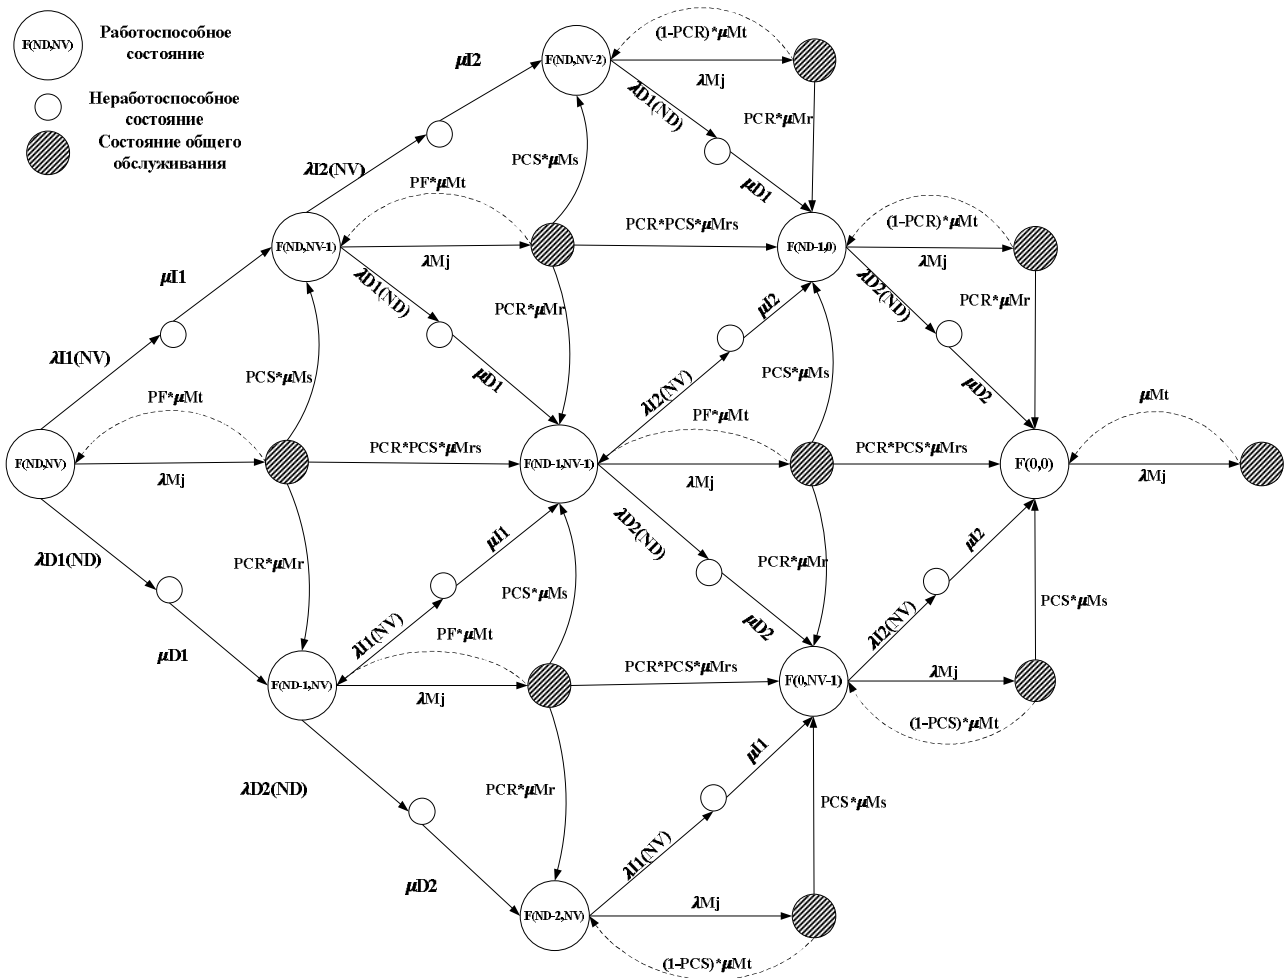 F(ND,NV)
Работоспособное
состояние
Неработоспособное
состояние
Состояние общего
обслуживания
μI2
F(ND,NV-2)
(1-PCR)*μMt
λMj
λD1(ND)
PCR*μMr
μD1
λI2(NV)
PCS*μMs
PF*μMt
F(ND,NV-1)
λMj
PCR*PCS*μMrs
F(ND-1,0)
(1-PCR)*μMt
λMj
μI1
λD1(ND)
PCR*μMr
μI2
λD2(ND)
PCR*μMr
λI1(NV)
PCS*μMs
μD1
λI2(NV)
PCS*μMs
μD2
PF*μMt
PF*μMt
μMt
F(ND,NV)
λMj
PCR*PCS*μMrs
F(ND-1,NV-1)
λMj
PCR*PCS*μMrs
F(0,0)
λMj
λD1(ND)
PCR*μMr
μI1
λD2(ND)
PCR*μMr
μI2
λI1(NV)
PCS*μMs
μD2
λI2(NV)
PCS*μMs
μD1
PF*μMt
F(ND-1,NV)
λMj
PCR*PCS*μMrs
F(0,NV-1)
λMj
(1-PCS)*μMt
λD2(ND)
PCR*μMr
μI1
PCS*μMs
λI1(NV)
μD2
F(ND-2,NV)
λMj
(1-PCS)*μMt